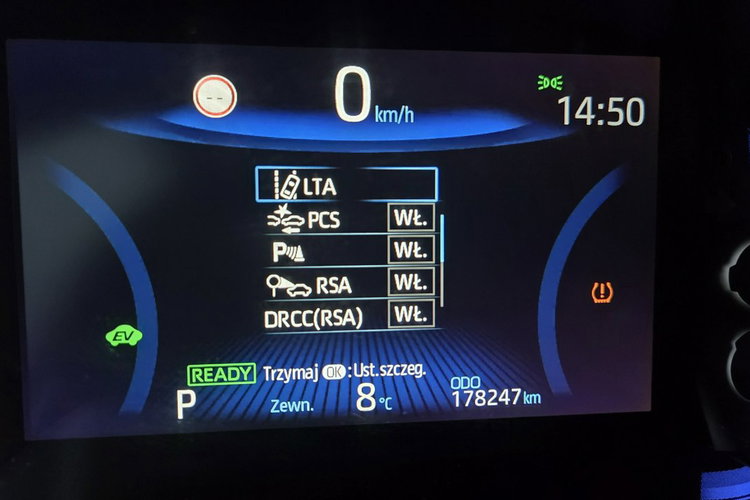 0 km/h
14:50
LTA
PCS WŁ.
P WŁ.
RSA WŁ.
DRCC(RSA) WŁ.
EV
READY Trzymaj OK :Ust.szczeg.
P Zewn. 8°C ODO 178247 km